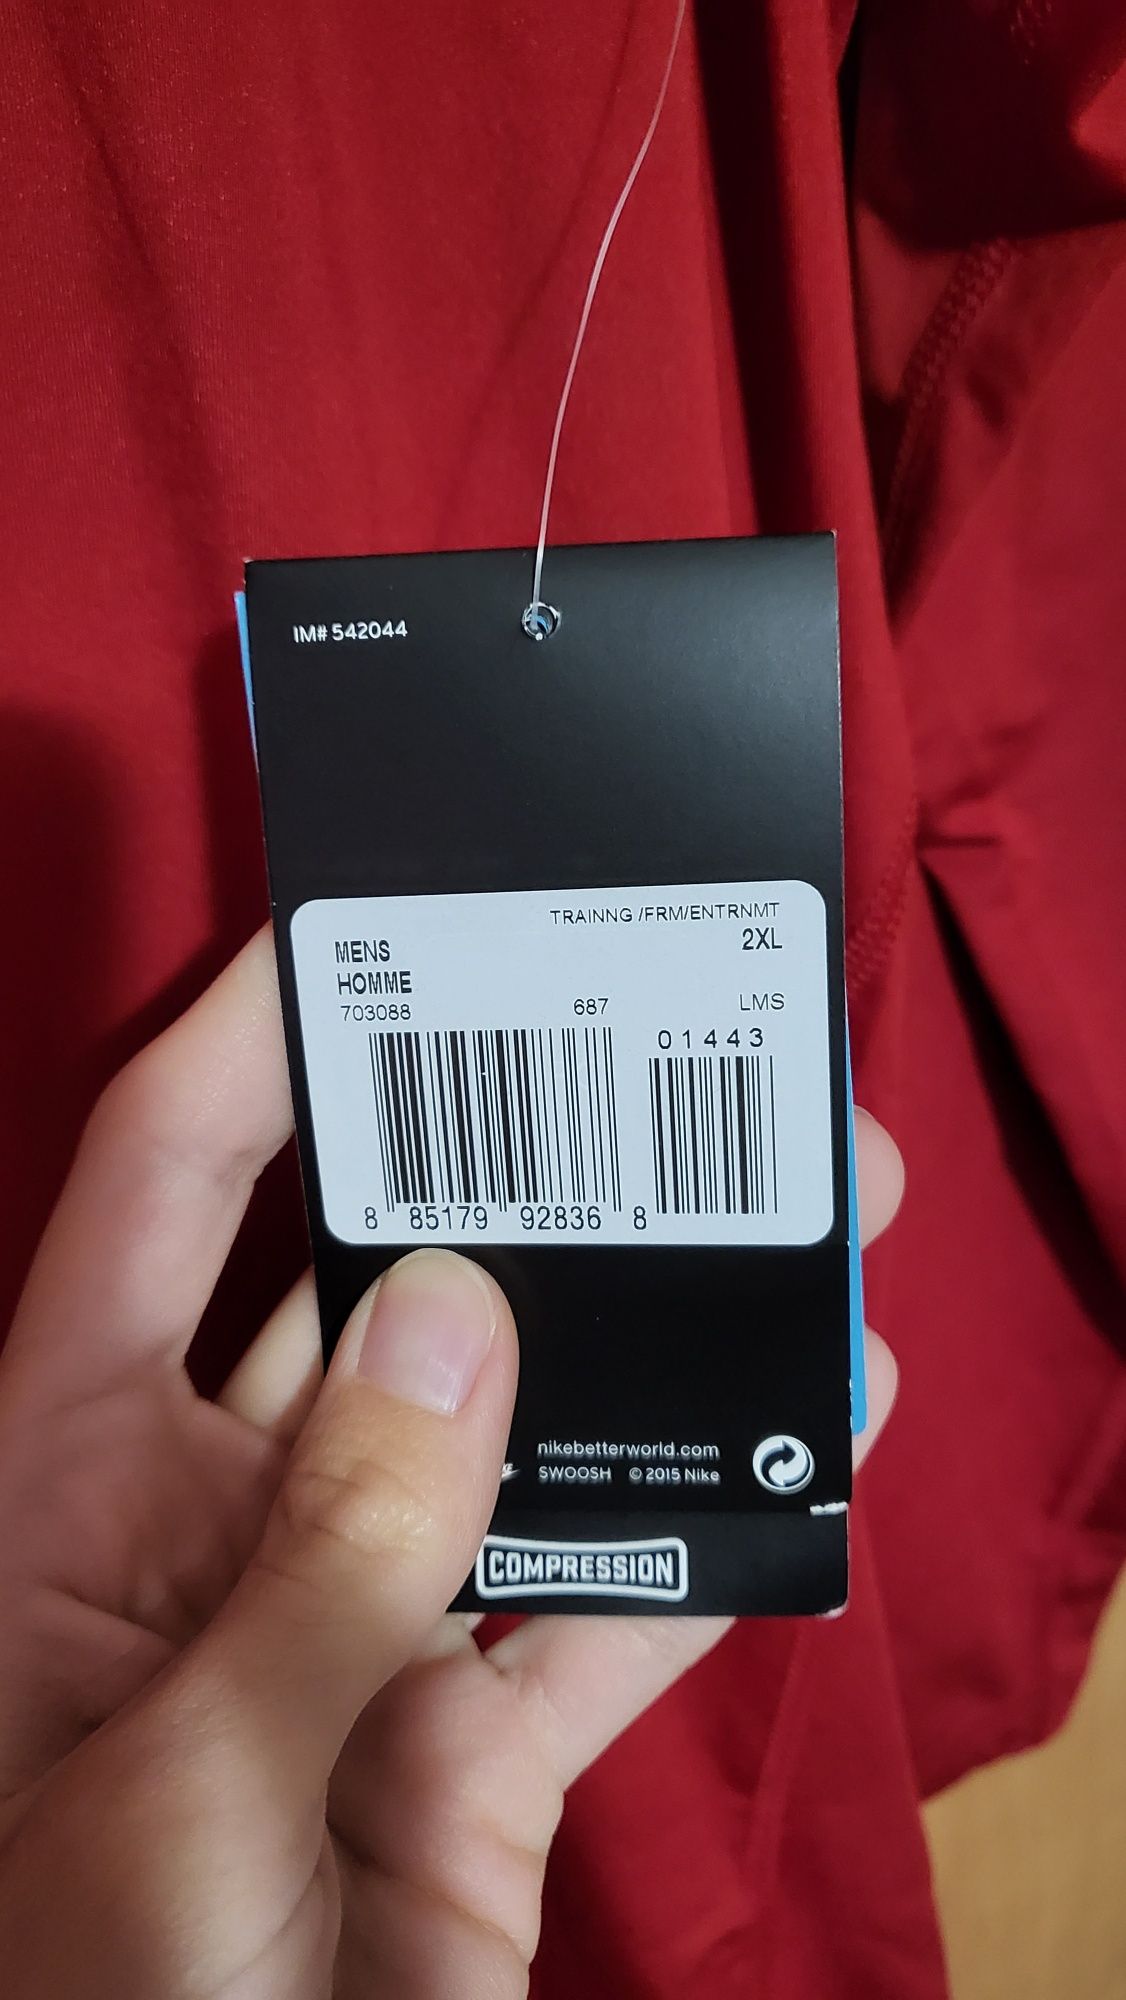 IM# 542044
TRAINNG /FRM/ENTRNMT
MENS 2XL
HOMME
703088 687 LMS
01443
8 85179 92836 8
nikebetterworld.com
SWOOSH © 2015 Nike
COMPRESSION